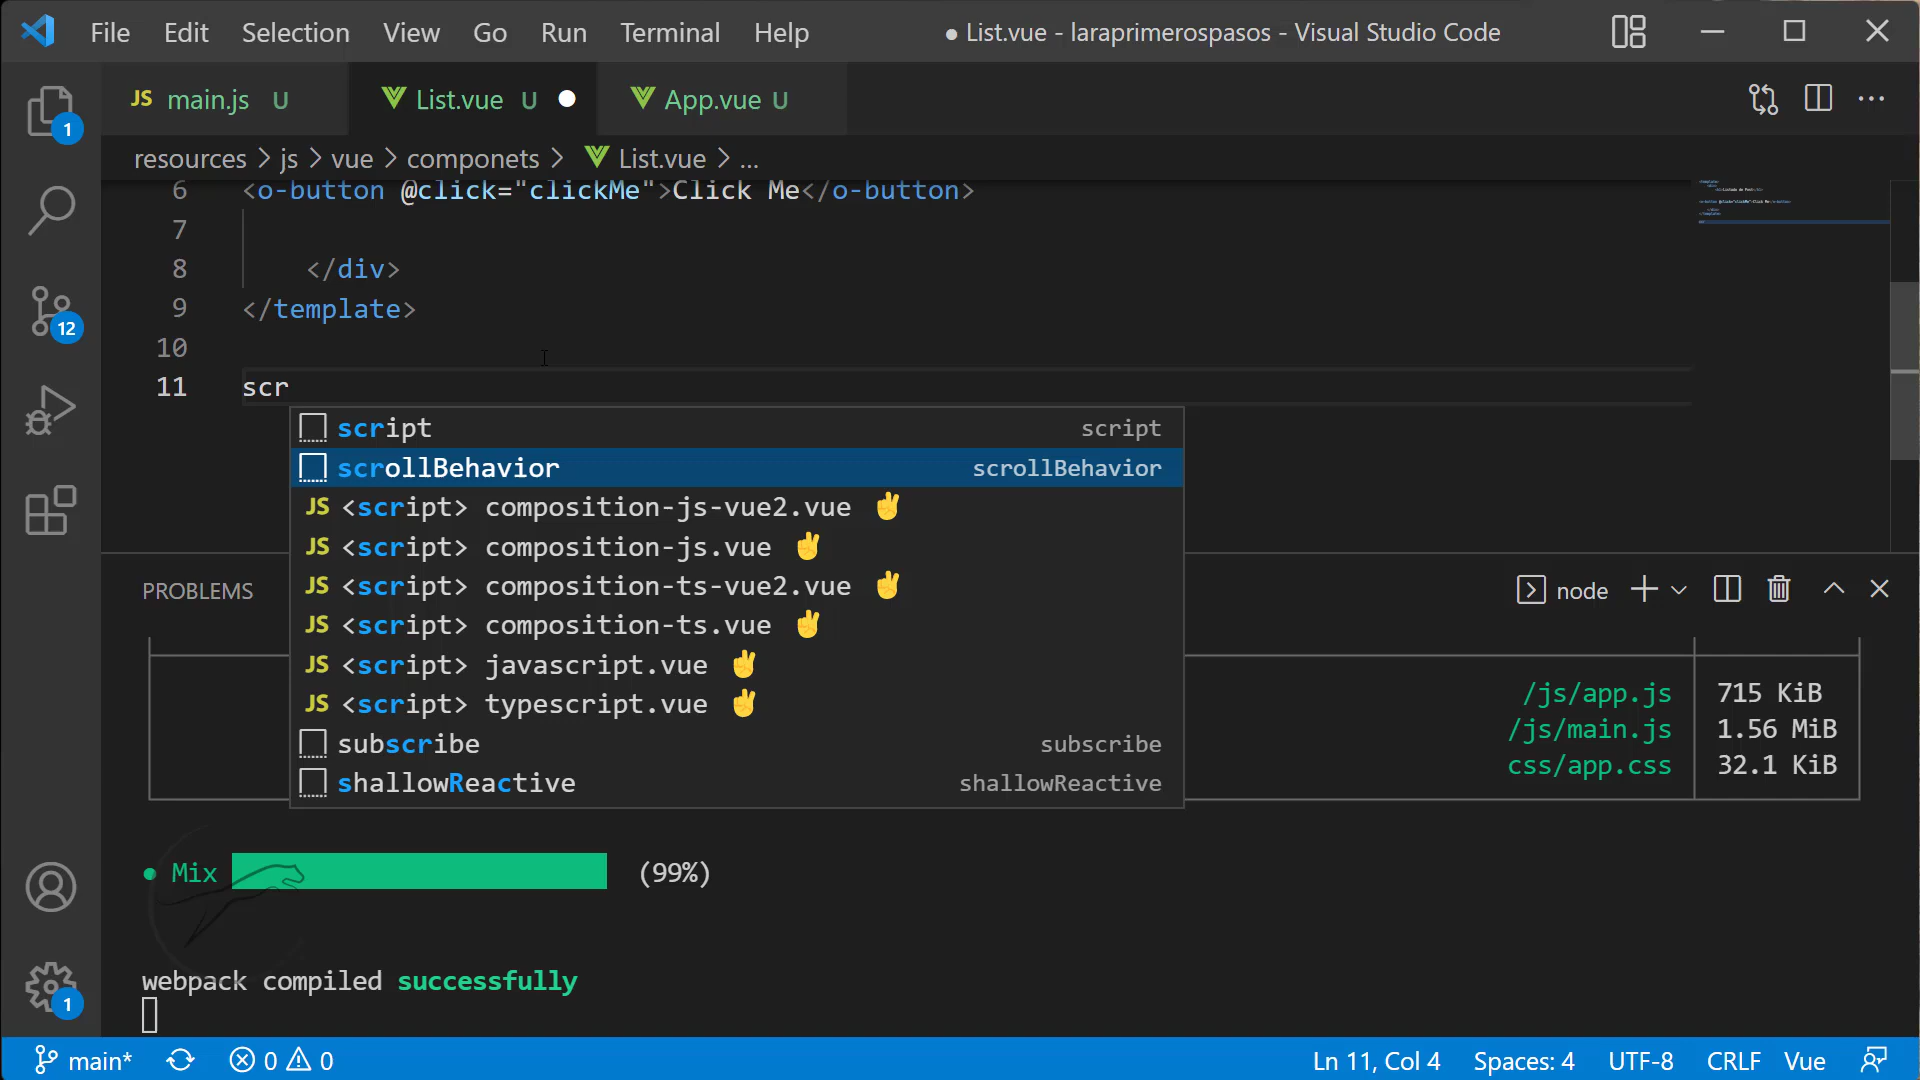 File Edit Selection View Go Run Terminal Help ● List.vue - laraprimerospasos - Visual Studio Code
JS main.js U List.vue U App.vue U
1
resources > js > vue > componets > List.vue > ...
6 <o-button @click="clickMe">Click Me</o-button>
7
8 </div>
9 </template>
10
11 scr
12
script script
scrollBehavior scrollBehavior
JS <script> composition-js-vue2.vue ✌
JS <script> composition-js.vue ✌
JS <script> composition-ts-vue2.vue ✌
JS <script> composition-ts.vue ✌
JS <script> javascript.vue ✌
JS <script> typescript.vue ✌
subscribe subscribe
shallowReactive shallowReactive
PROBLEMS node
/js/app.js 715 KiB
/js/main.js 1.56 MiB
css/app.css 32.1 KiB
● Mix (99%)
webpack compiled successfully
1
main* 0 0 Ln 11, Col 4 Spaces: 4 UTF-8 CRLF Vue